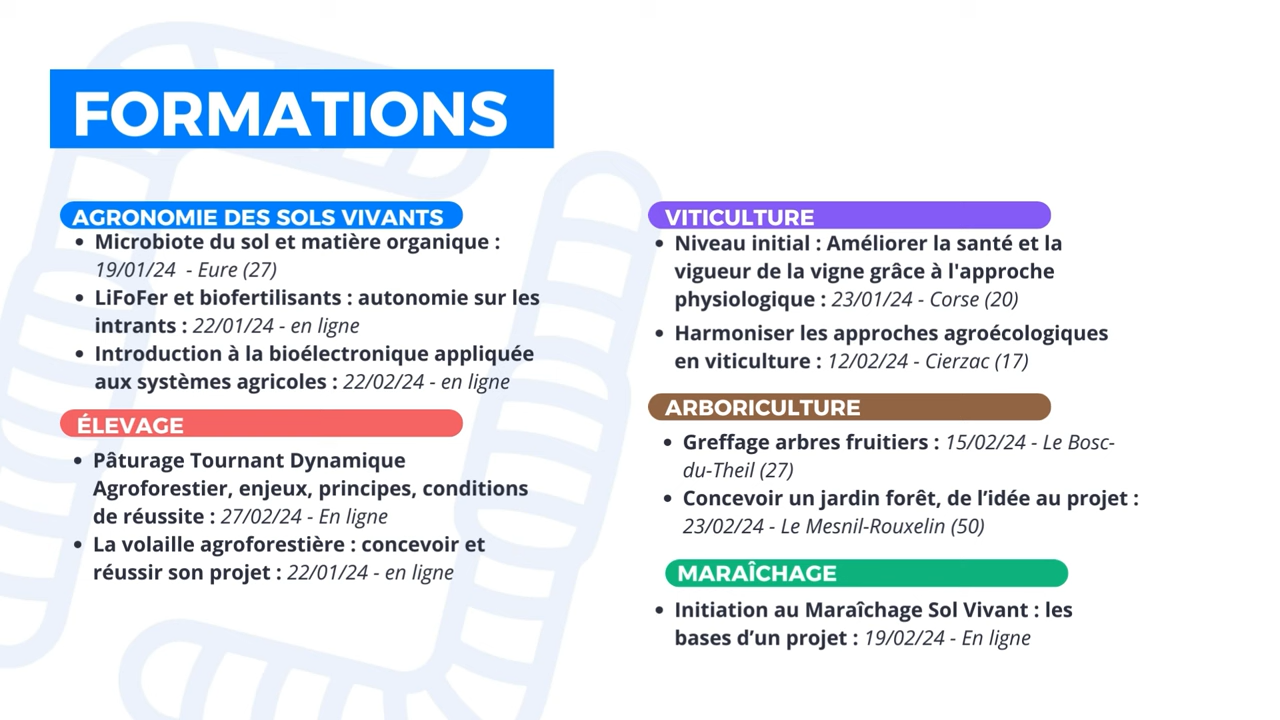 FORMATIONS
AGRONOMIE DES SOLS VIVANTS
• Microbiote du sol et matière organique :
19/01/24 - Eure (27)
• LiFoFer et biofertilisants : autonomie sur les
intrants : 22/01/24 - en ligne
• Introduction à la bioélectronique appliquée
aux systèmes agricoles : 22/02/24 - en ligne
ÉLEVAGE
• Pâturage Tournant Dynamique
Agroforestier, enjeux, principes, conditions
de réussite : 27/02/24 - En ligne
• La volaille agroforestière : concevoir et
réussir son projet : 22/01/24 - en ligne
VITICULTURE
• Niveau initial : Améliorer la santé et la
vigueur de la vigne grâce à l'approche
physiologique : 23/01/24 - Corse (20)
• Harmoniser les approches agroécologiques
en viticulture : 12/02/24 - Cierzac (17)
ARBORICULTURE
• Greffage arbres fruitiers : 15/02/24 - Le Bosc-
du-Theil (27)
• Concevoir un jardin forêt, de l’idée au projet :
23/02/24 - Le Mesnil-Rouxelin (50)
MARAÎCHAGE
• Initiation au Maraîchage Sol Vivant : les
bases d’un projet : 19/02/24 - En ligne